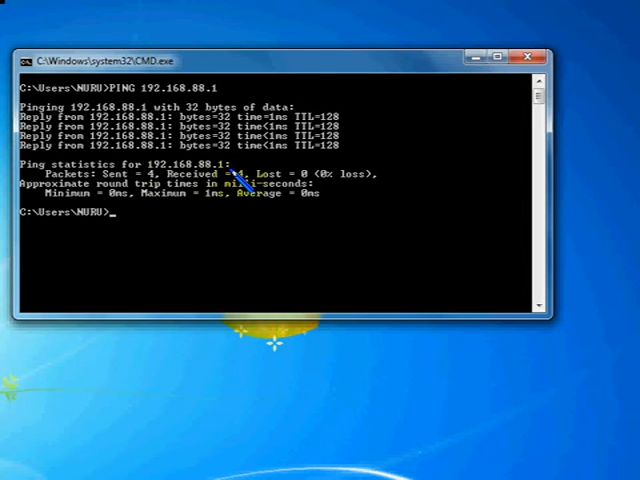 C:\Windows\system32\CMD.exe
C:\Users\NURU>PING 192.168.88.1
Pinging 192.168.88.1 with 32 bytes of data:
Reply from 192.168.88.1: bytes=32 time=1ms TTL=128
Reply from 192.168.88.1: bytes=32 time<1ms TTL=128
Reply from 192.168.88.1: bytes=32 time<1ms TTL=128
Reply from 192.168.88.1: bytes=32 time<1ms TTL=128
Ping statistics for 192.168.88.1:
Packets: Sent = 4, Received = 4, Lost = 0 (0% loss),
Approximate round trip times in milli-seconds:
Minimum = 0ms, Maximum = 1ms, Average = 0ms
C:\Users\NURU>_